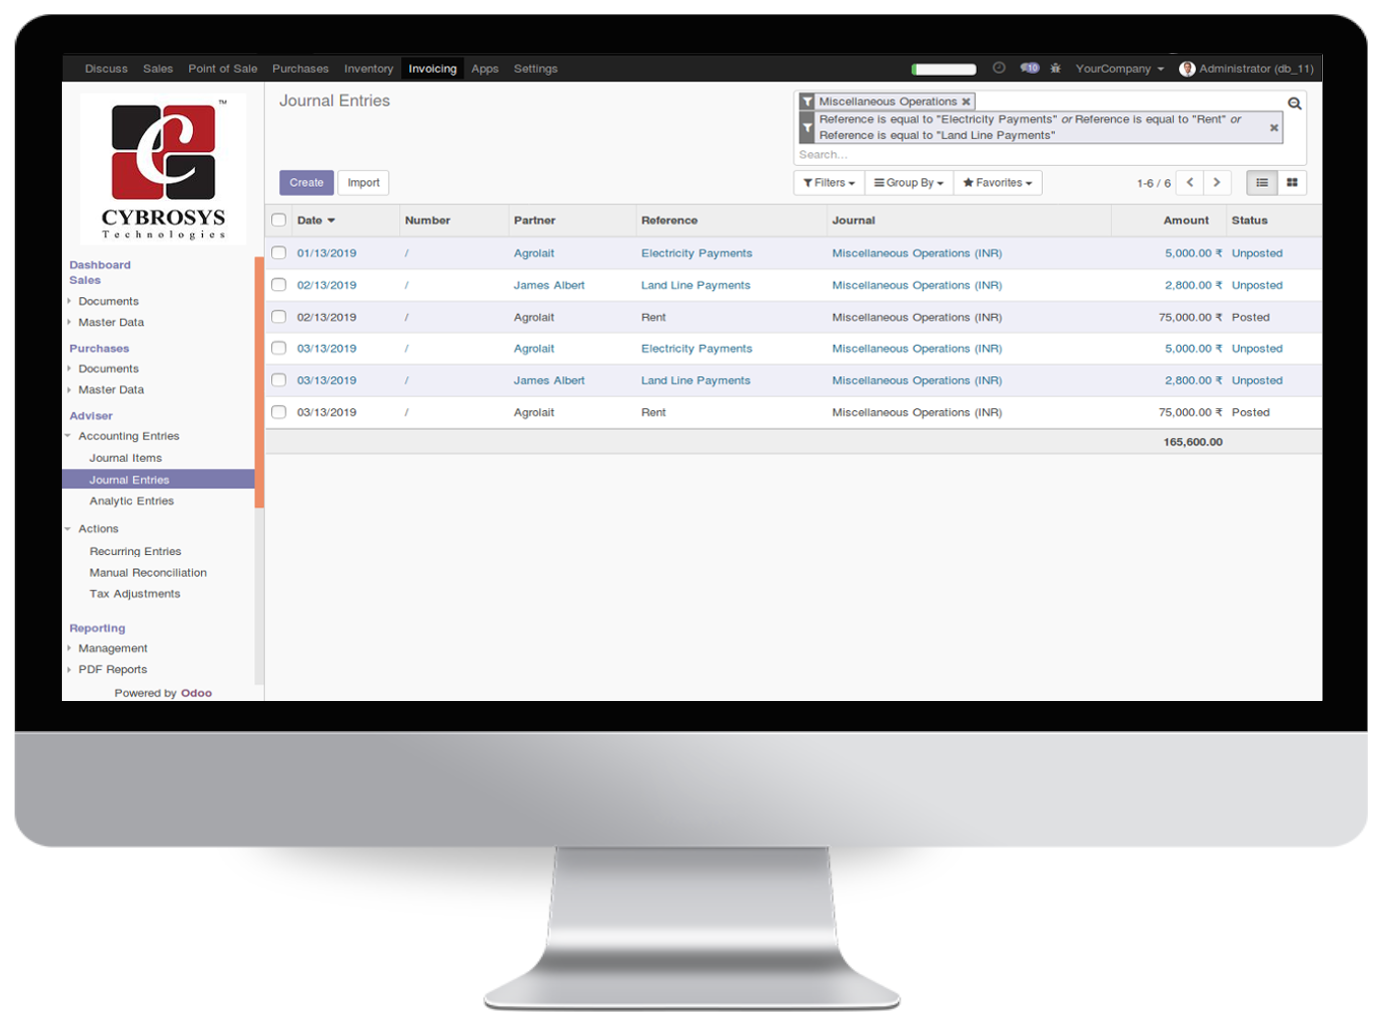 Discuss Sales Point of Sale Purchases Inventory Invoicing Apps Settings 10 YourCompany Administrator (db_11)
™
CYBROSYS
Technologies
Journal Entries
Miscellaneous Operations
Reference is equal to "Electricity Payments" or Reference is equal to "Rent" or
Reference is equal to "Land Line Payments"
Search...
Create Import Filters Group By Favorites 1-6 / 6
Date Number Partner Reference Journal Amount Status
01/13/2019 / Agrolait Electricity Payments Miscellaneous Operations (INR) 5,000.00 ₹ Unposted
02/13/2019 / James Albert Land Line Payments Miscellaneous Operations (INR) 2,800.00 ₹ Unposted
02/13/2019 / Agrolait Rent Miscellaneous Operations (INR) 75,000.00 ₹ Posted
03/13/2019 / Agrolait Electricity Payments Miscellaneous Operations (INR) 5,000.00 ₹ Unposted
03/13/2019 / James Albert Land Line Payments Miscellaneous Operations (INR) 2,800.00 ₹ Unposted
03/13/2019 / Agrolait Rent Miscellaneous Operations (INR) 75,000.00 ₹ Posted
165,600.00
Dashboard
Sales
Documents
Master Data
Purchases
Documents
Master Data
Adviser
Accounting Entries
Journal Items
Journal Entries
Analytic Entries
Actions
Recurring Entries
Manual Reconciliation
Tax Adjustments
Reporting
Management
PDF Reports
Powered by Odoo